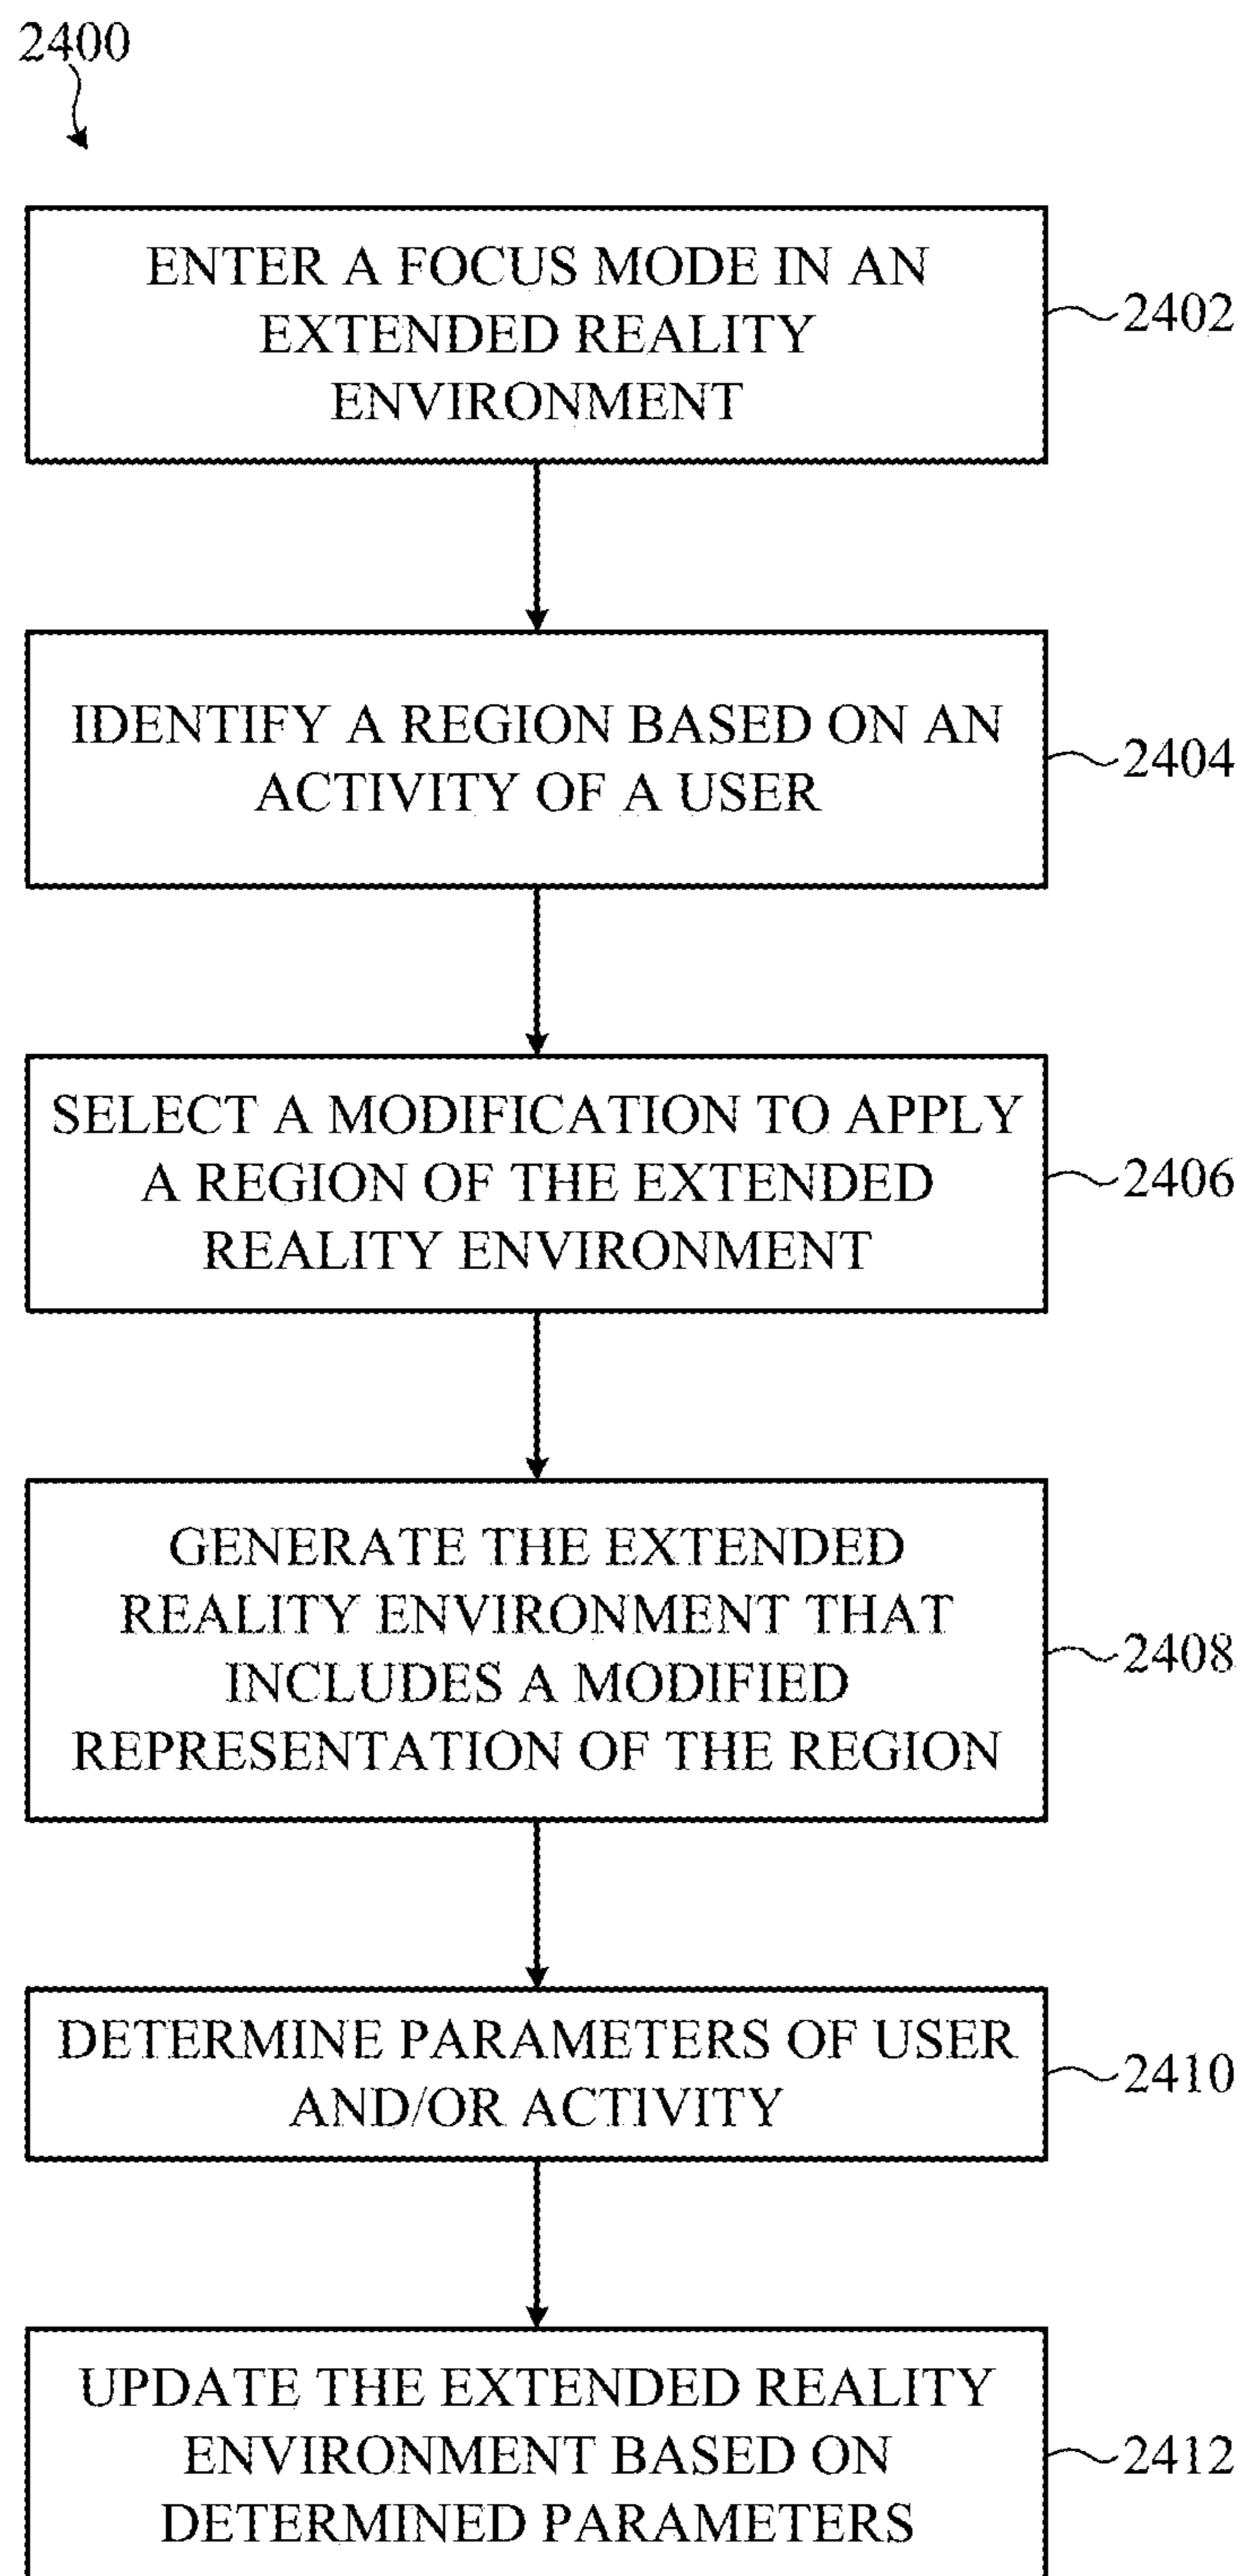 2400
ENTER A FOCUS MODE IN AN
EXTENDED REALITY
ENVIRONMENT
2402
IDENTIFY A REGION BASED ON AN
ACTIVITY OF A USER
2404
SELECT A MODIFICATION TO APPLY
A REGION OF THE EXTENDED
REALITY ENVIRONMENT
2406
GENERATE THE EXTENDED
REALITY ENVIRONMENT THAT
INCLUDES A MODIFIED
REPRESENTATION OF THE REGION
2408
DETERMINE PARAMETERS OF USER
AND/OR ACTIVITY
2410
UPDATE THE EXTENDED REALITY
ENVIRONMENT BASED ON
DETERMINED PARAMETERS
2412